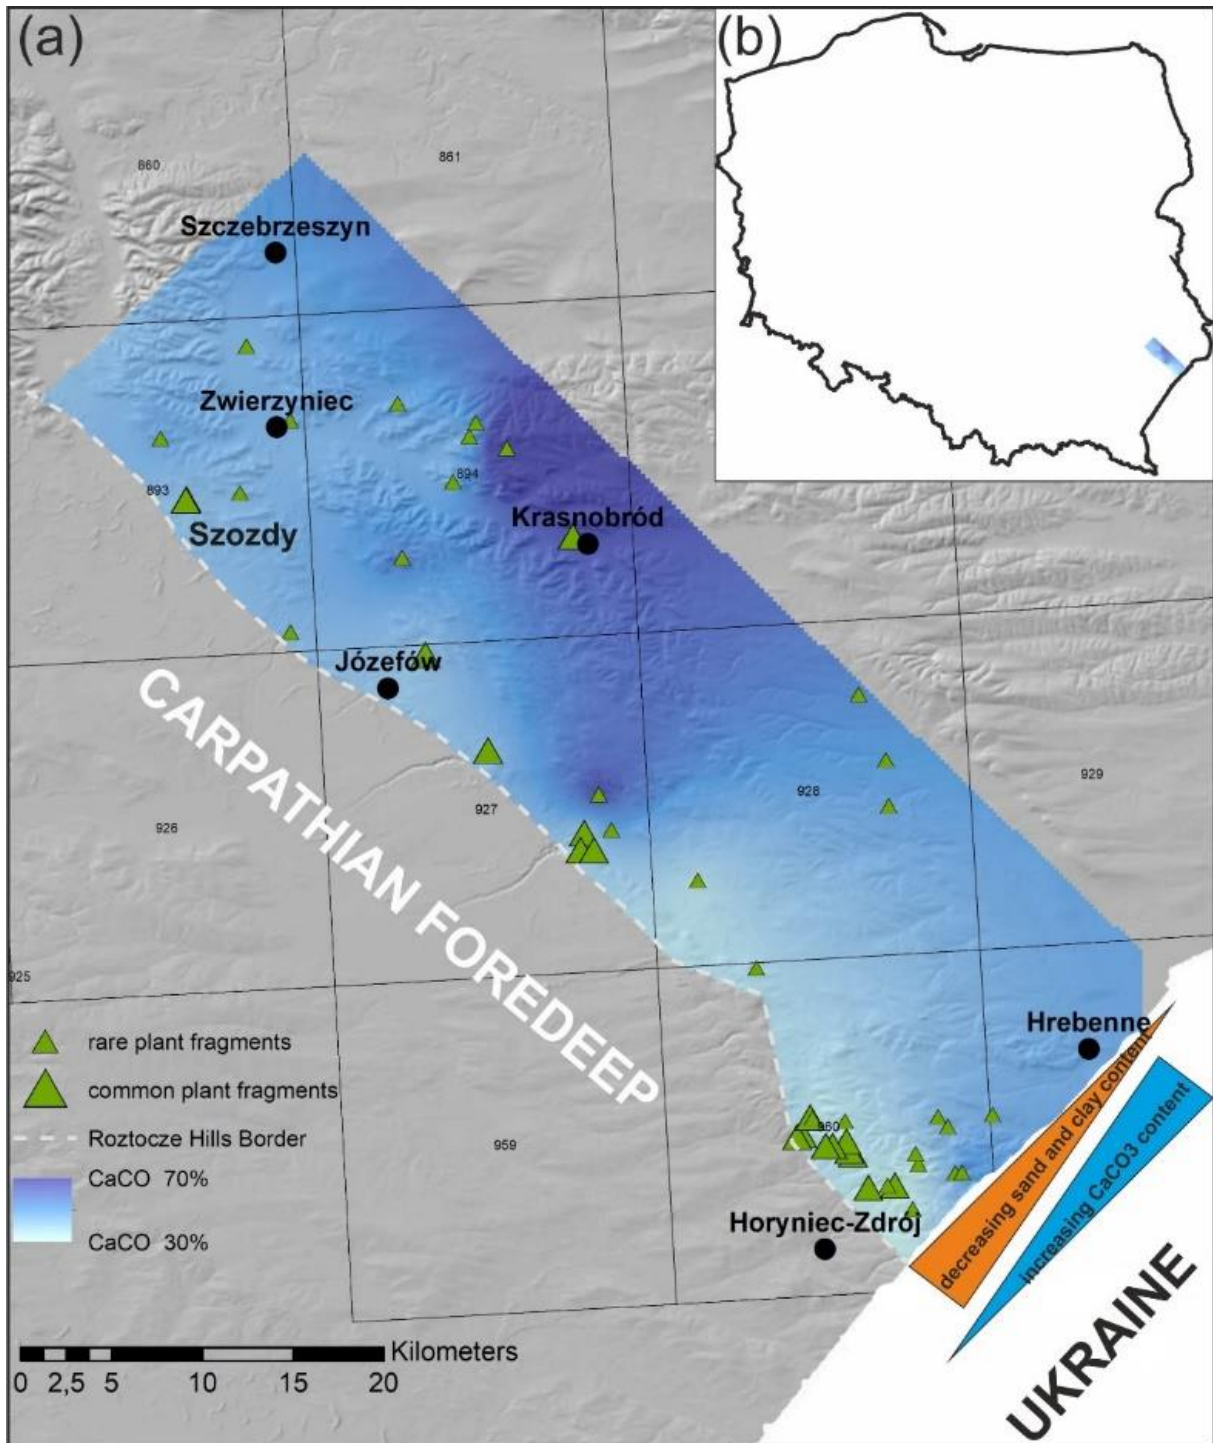 (a)
(b)
860
861
Szczebrzeszyn
Zwierzyniec
893
894
Szozdy
Krasnobród
Józefów
CARPATHIAN FOREDEEP
926
927
928
929
925
Hrebenne
rare plant fragments
common plant fragments
Roztocze Hills Border
CaCO 70%
CaCO 30%
959
960
Horyniec-Zdrój
decreasing sand and clay content
increasing CaCO3 content
UKRAINE
Kilometers
0 2,5 5 10 15 20